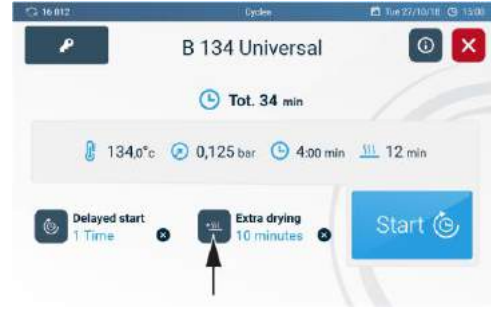 16 012 Cycles Tue 27/10/18 15:00
B 134 Universal
Tot. 34 min
134,0°c 0,125 bar 4:00 min 12 min
Delayed start
1 Time
Extra drying
10 minutes
Start